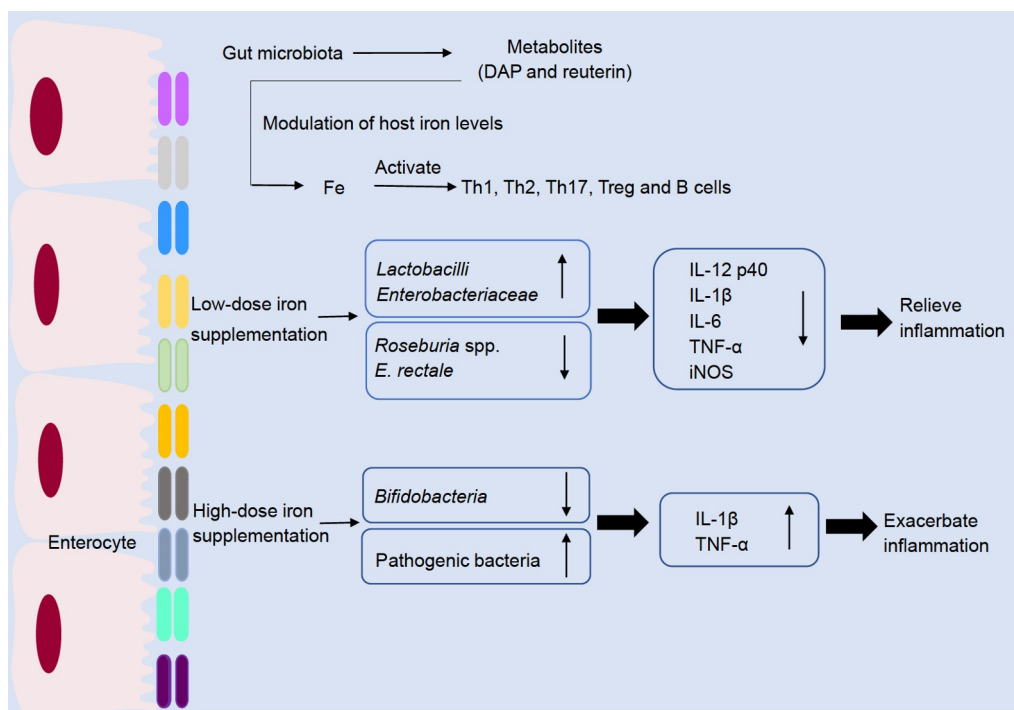 Gut microbiota
Metabolites
(DAP and reuterin)
Modulation of host iron levels
Fe
Activate
Th1, Th2, Th17, Treg and B cells
Low-dose iron
supplementation
Lactobacilli
Enterobacteriaceae
Roseburia spp.
E. rectale
IL-12 p40
IL-1β
IL-6
TNF-α
iNOS
Relieve
inflammation
High-dose iron
supplementation
Bifidobacteria
Pathogenic bacteria
IL-1β
TNF-α
Exacerbate
inflammation
Enterocyte